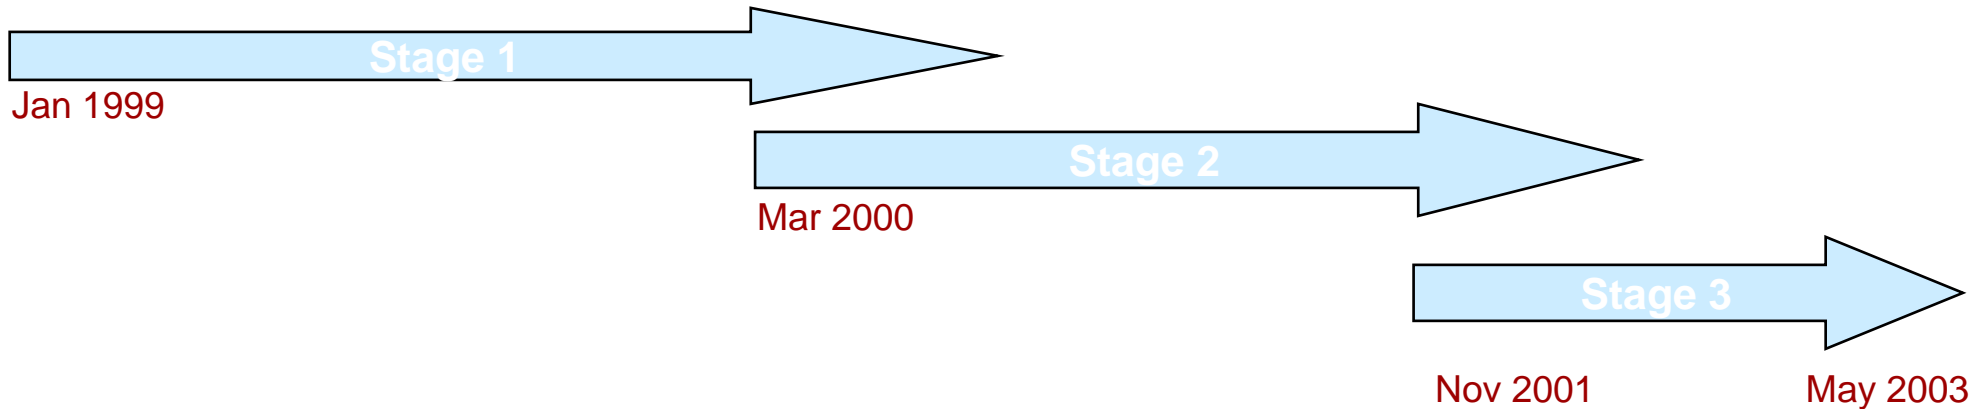 Stage 1
Jan 1999
Stage 2
Mar 2000
Stage 3
Nov 2001
May 2003